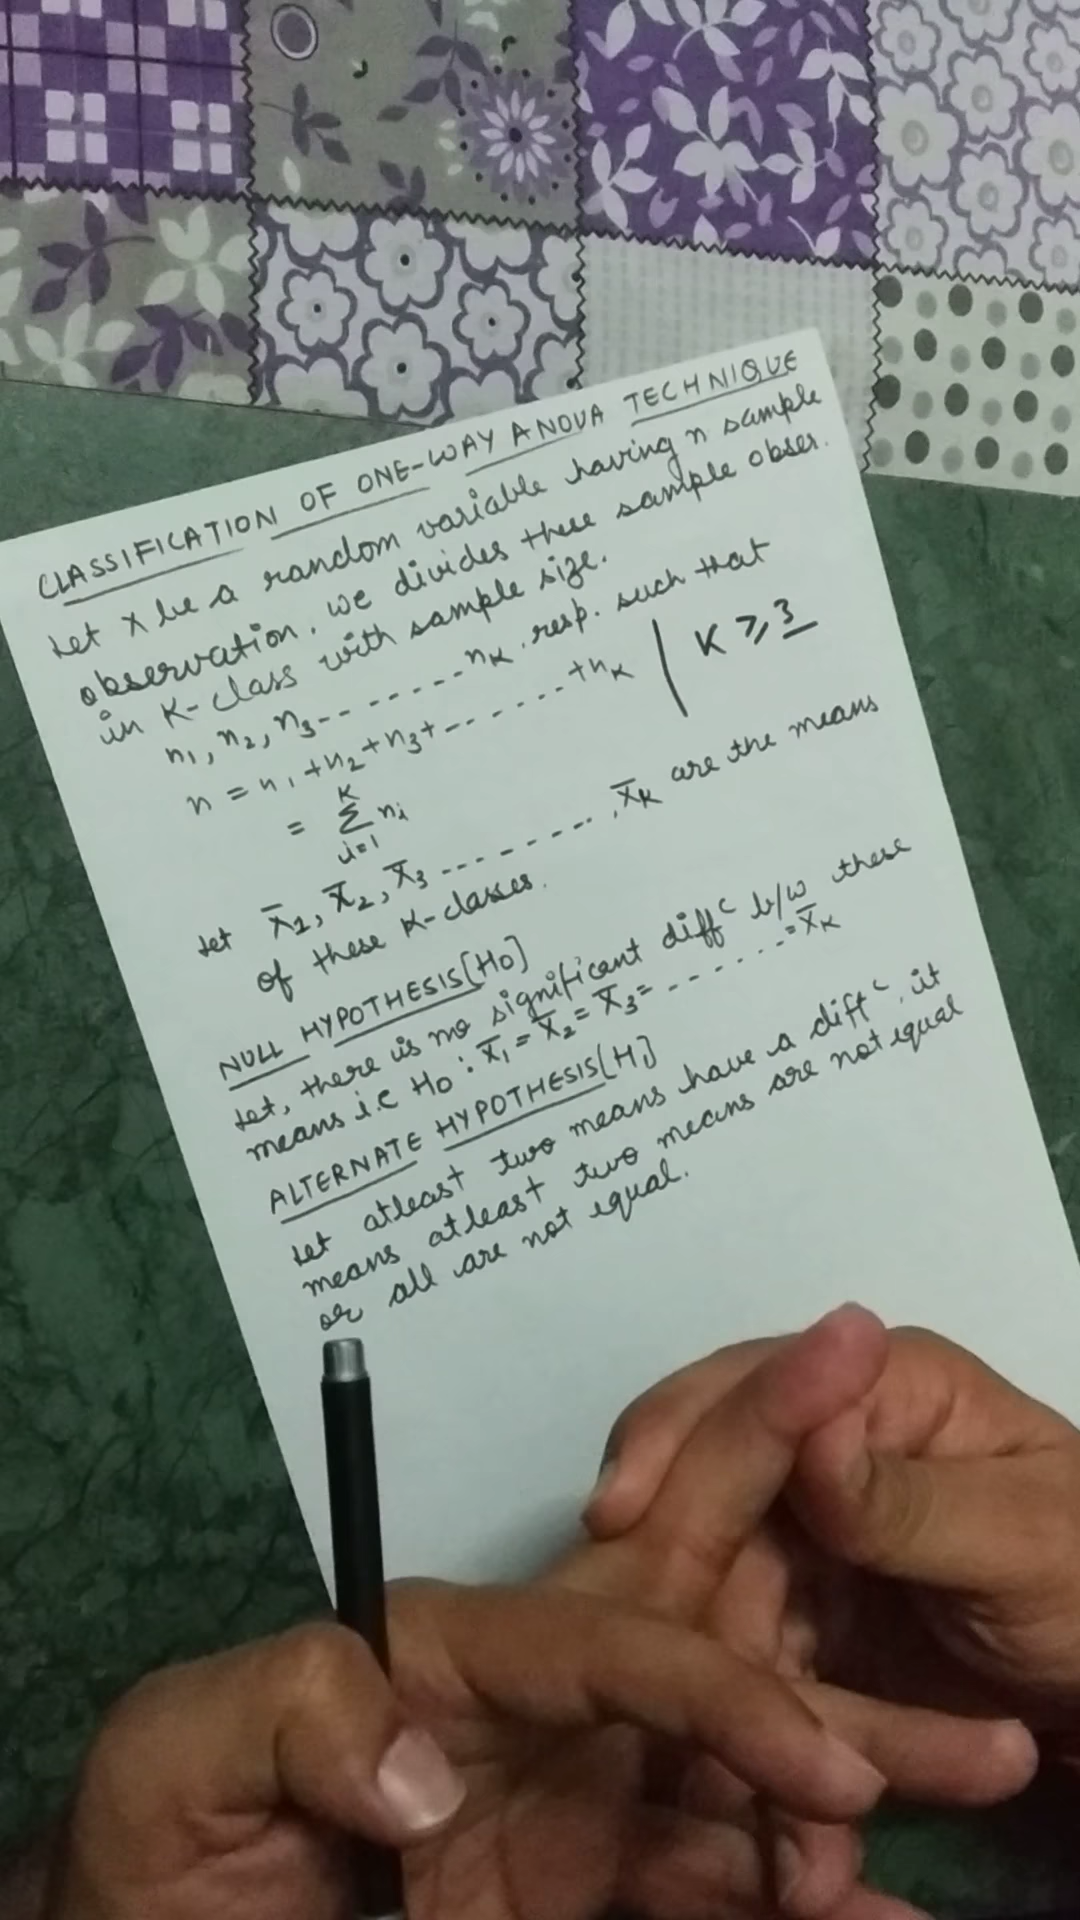 CLASSIFICATION OF ONE-WAY ANOVA TECHNIQUE
Let X be a random variable having n sample
observation, we divides these sample obser.
in K-class with sample size.
n1, n2, n3 ------- nK. resp. such that
n = n1 + n2 + n3 + ------- + nK | K ≥ 3
= K∑i=1 ni
Let X̄1, X̄2, X̄3 --------, X̄K are the means
of these K-classes.
NULL HYPOTHESIS [H0]
Let, there is no significant diffᶜ b/w these
means i.e H0 : X̄1 = X̄2 = X̄3 = ------- = X̄K
ALTERNATE HYPOTHESIS [H1]
Let atleast two means have a diffᶜ, it
means atleast two means are not equal
or all are not equal.